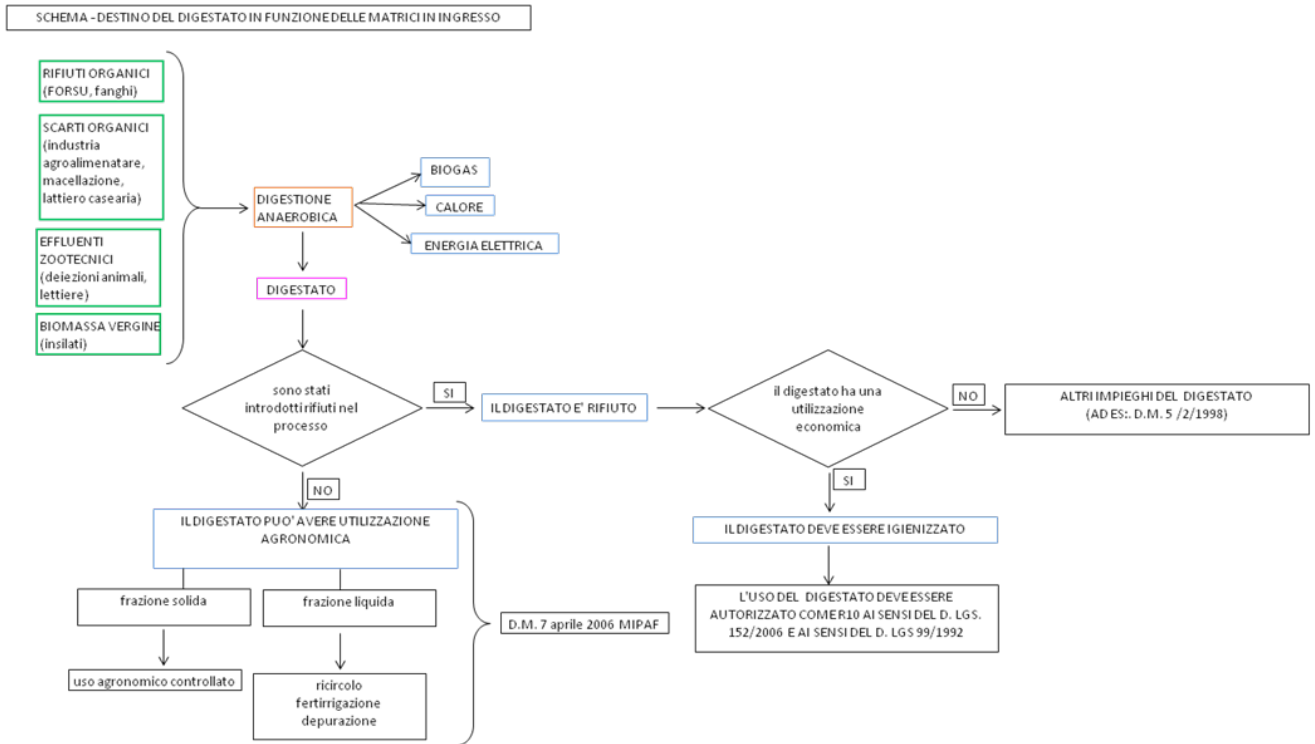 SCHEMA - DESTINO DEL DIGESTATO IN FUNZIONE DELLE MATRICI IN INGRESSO
RIFIUTI ORGANICI
(FORSU, fanghi)
SCARTI ORGANICI
(industria
agroalimenatare,
macellazione,
lattiero casearia)
EFFLUENTI
ZOOTECNICI
(deiezioni animali,
lettiere)
BIOMASSA VERGINE
(insilati)
DIGESTIONE
ANAEROBICA
BIOGAS
CALORE
ENERGIA ELETTRICA
DIGESTATO
sono stati
introdotti rifiuti nel
processo
SI
IL DIGESTATO E' RIFIUTO
il digestato ha una
utilizzazione
economica
NO
ALTRI IMPIEGHI DEL DIGESTATO
(AD ES:. D.M. 5 /2/1998)
NO
SI
IL DIGESTATO PUO' AVERE UTILIZZAZIONE
AGRONOMICA
IL DIGESTATO DEVE ESSERE IGIENIZZATO
frazione solida
frazione liquida
D.M. 7 aprile 2006 MIPAF
L'USO DEL DIGESTATO DEVE ESSERE
AUTORIZZATO COME R10 AI SENSI DEL D. LGS.
152/2006 E AI SENSI DEL D. LGS 99/1992
uso agronomico controllato
ricircolo
fertirrigazione
depurazione